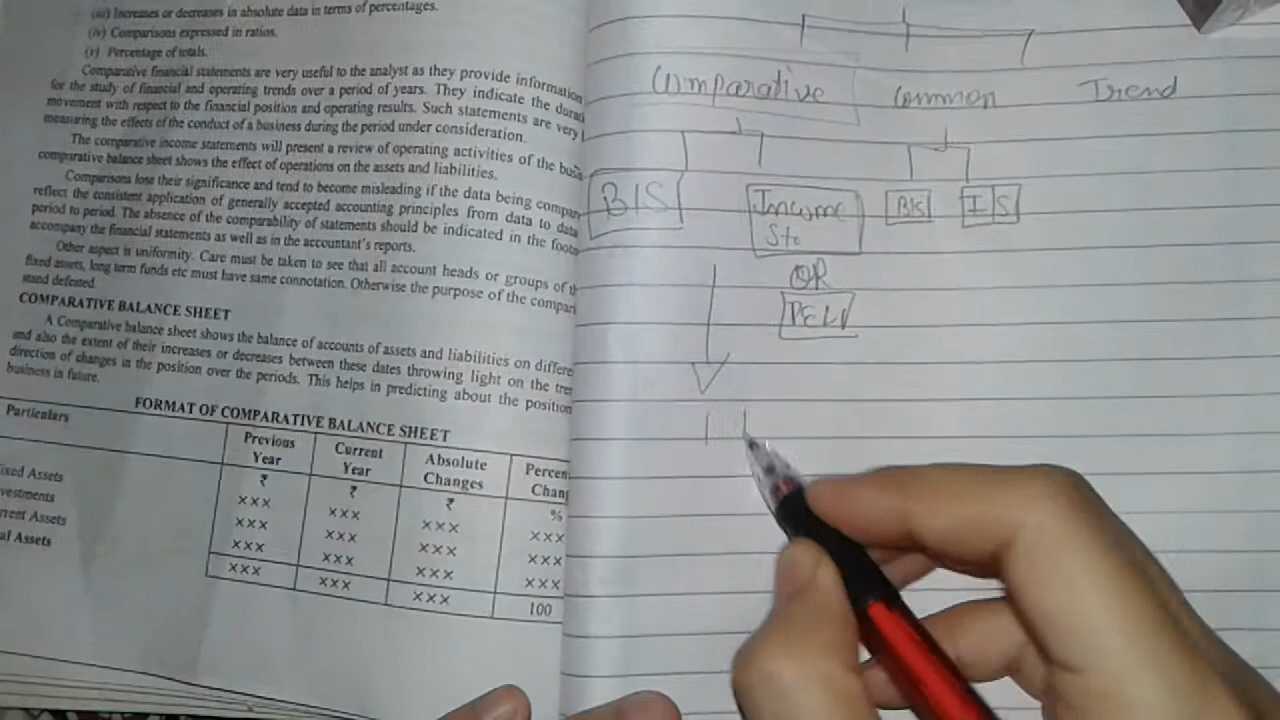 (iii) Increases or decreases in absolute data in terms of percentages.
(iv) Comparisons expressed in ratios.
(v) Percentage of totals.
Comparative financial statements are very useful to the analyst as they provide information
for the study of financial and operating trends over a period of years. They indicate the
movement with respect to the financial position and operating results. Such statements are very
measuring the effects of the conduct of a business during the period under consideration.
The comparative income statements will present a review of operating activities of the
comparative balance sheet shows the effect of operations on the assets and liabilities.
Comparisons lose their significance and tend to become misleading if the data being
reflect the consistent application of generally accepted accounting principles from data to data
period to period. The absence of the comparability of statements should be indicated in the
accompany the financial statements as well as in the accountant's reports.
Other aspect is uniformity. Care must be taken to see that all account heads or groups of
fixed assets, long term funds etc must have same connotation. Otherwise the purpose of the
stand defeated.
COMPARATIVE BALANCE SHEET
A Comparative balance sheet shows the balance of accounts of assets and liabilities on
and also the extent of their increases or decreases between these dates throwing light on the
direction of changes in the position over the periods. This helps in predicting about the position
business in future.
FORMAT OF COMPARATIVE BALANCE SHEET
Particulars Previous Year Current Year Absolute Changes
₹ ₹ ₹ %
ixed Assets ××× ××× ××× ×××
vestments ××× ××× ××× ×××
rrent Assets ××× ××× ××× ×××
al Assets ××× ××× ××× 100
Comparative Common Trend
B/S Income B/S I/S
OR